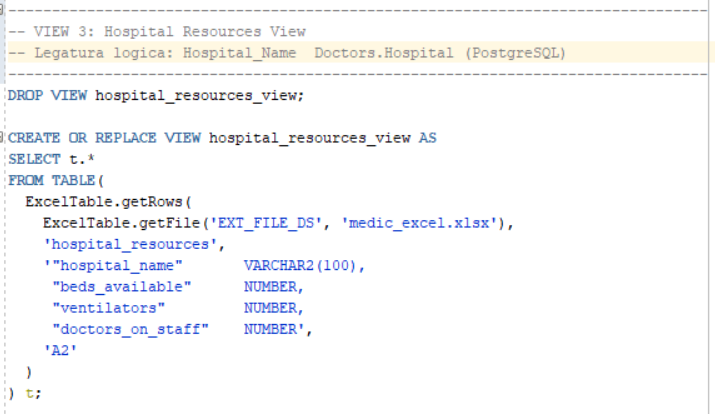 --------------------------------------------------------------------------------------
-- VIEW 3: Hospital Resources View
-- Legatura logica: Hospital_Name  Doctors.Hospital (PostgreSQL)
--------------------------------------------------------------------------------------
DROP VIEW hospital_resources_view;
CREATE OR REPLACE VIEW hospital_resources_view AS
SELECT t.*
FROM TABLE(
  ExcelTable.getRows(
    ExcelTable.getFile('EXT_FILE_DS', 'medic_excel.xlsx'),
    'hospital_resources',
    '"hospital_name"       VARCHAR2(100),
     "beds_available"      NUMBER,
     "ventilators"         NUMBER,
     "doctors_on_staff"    NUMBER',
    'A2'
  )
) t;